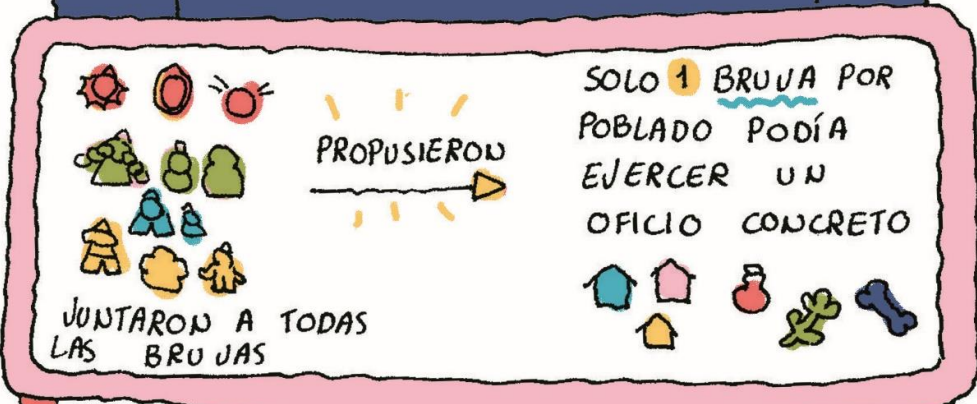 JUNTARON A TODAS
LAS BRUJAS
PROPUSIERON
SOLO 1 BRUJA POR
POBLADO PODÍA
EJERCER UN
OFICIO CONCRETO